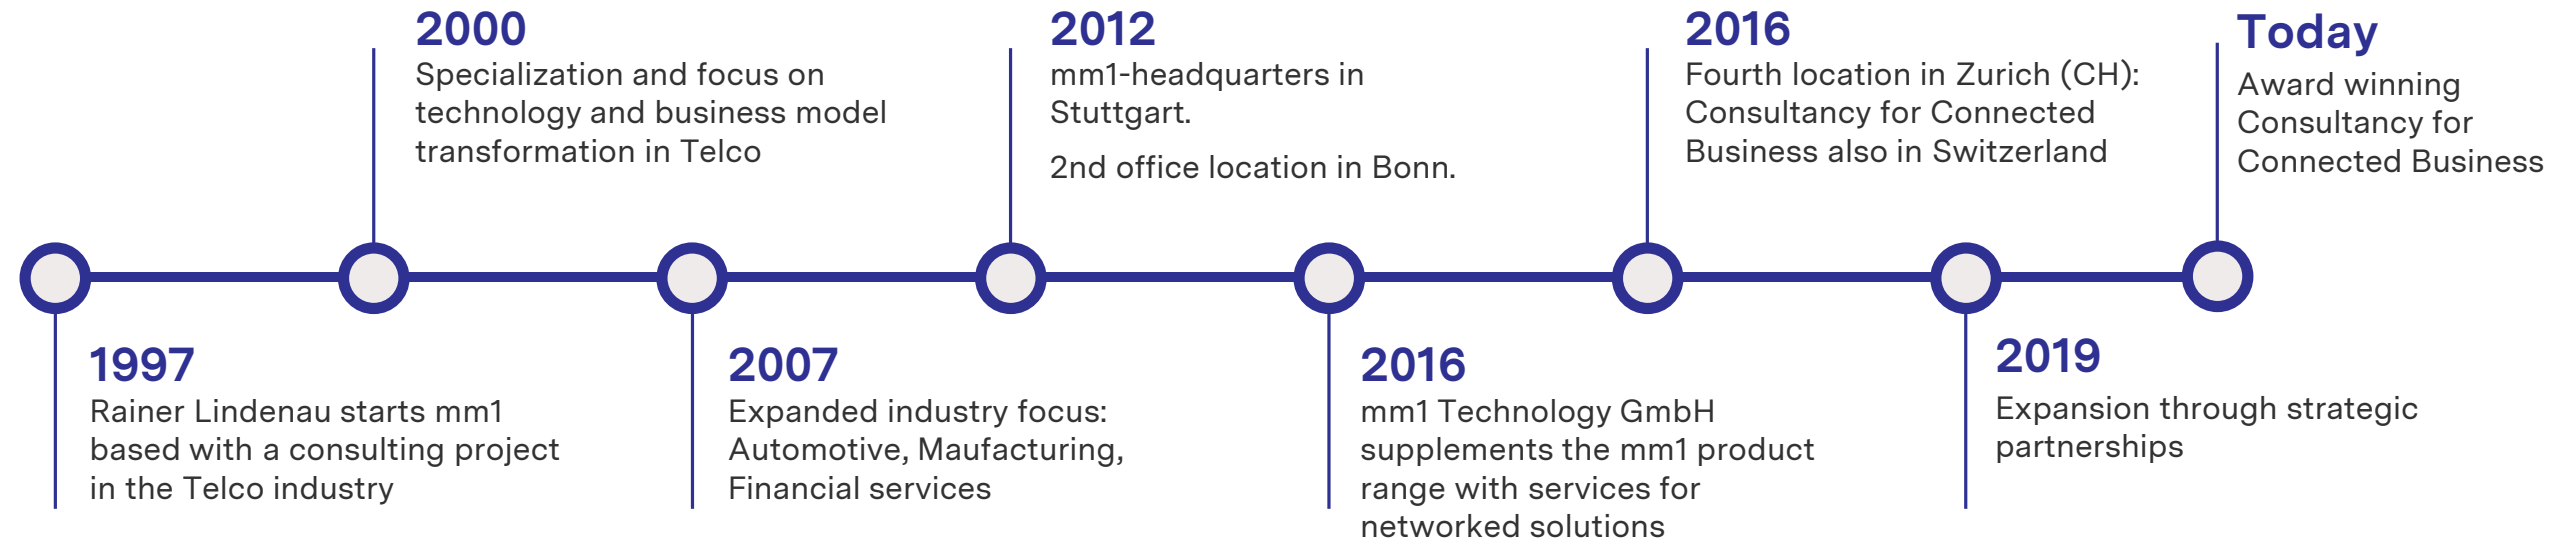 1997
Rainer Lindenau starts mm1
based with a consulting project
in the Telco industry
2000
Specialization and focus on
technology and business model
transformation in Telco
2007
Expanded industry focus:
Automotive, Maufacturing,
Financial services
2012
mm1-headquarters in
Stuttgart.
2nd office location in Bonn.
2016
mm1 Technology GmbH
supplements the mm1 product
range with services for
networked solutions
2016
Fourth location in Zurich (CH):
Consultancy for Connected
Business also in Switzerland
2019
Expansion through strategic
partnerships
Today
Award winning
Consultancy for
Connected Business